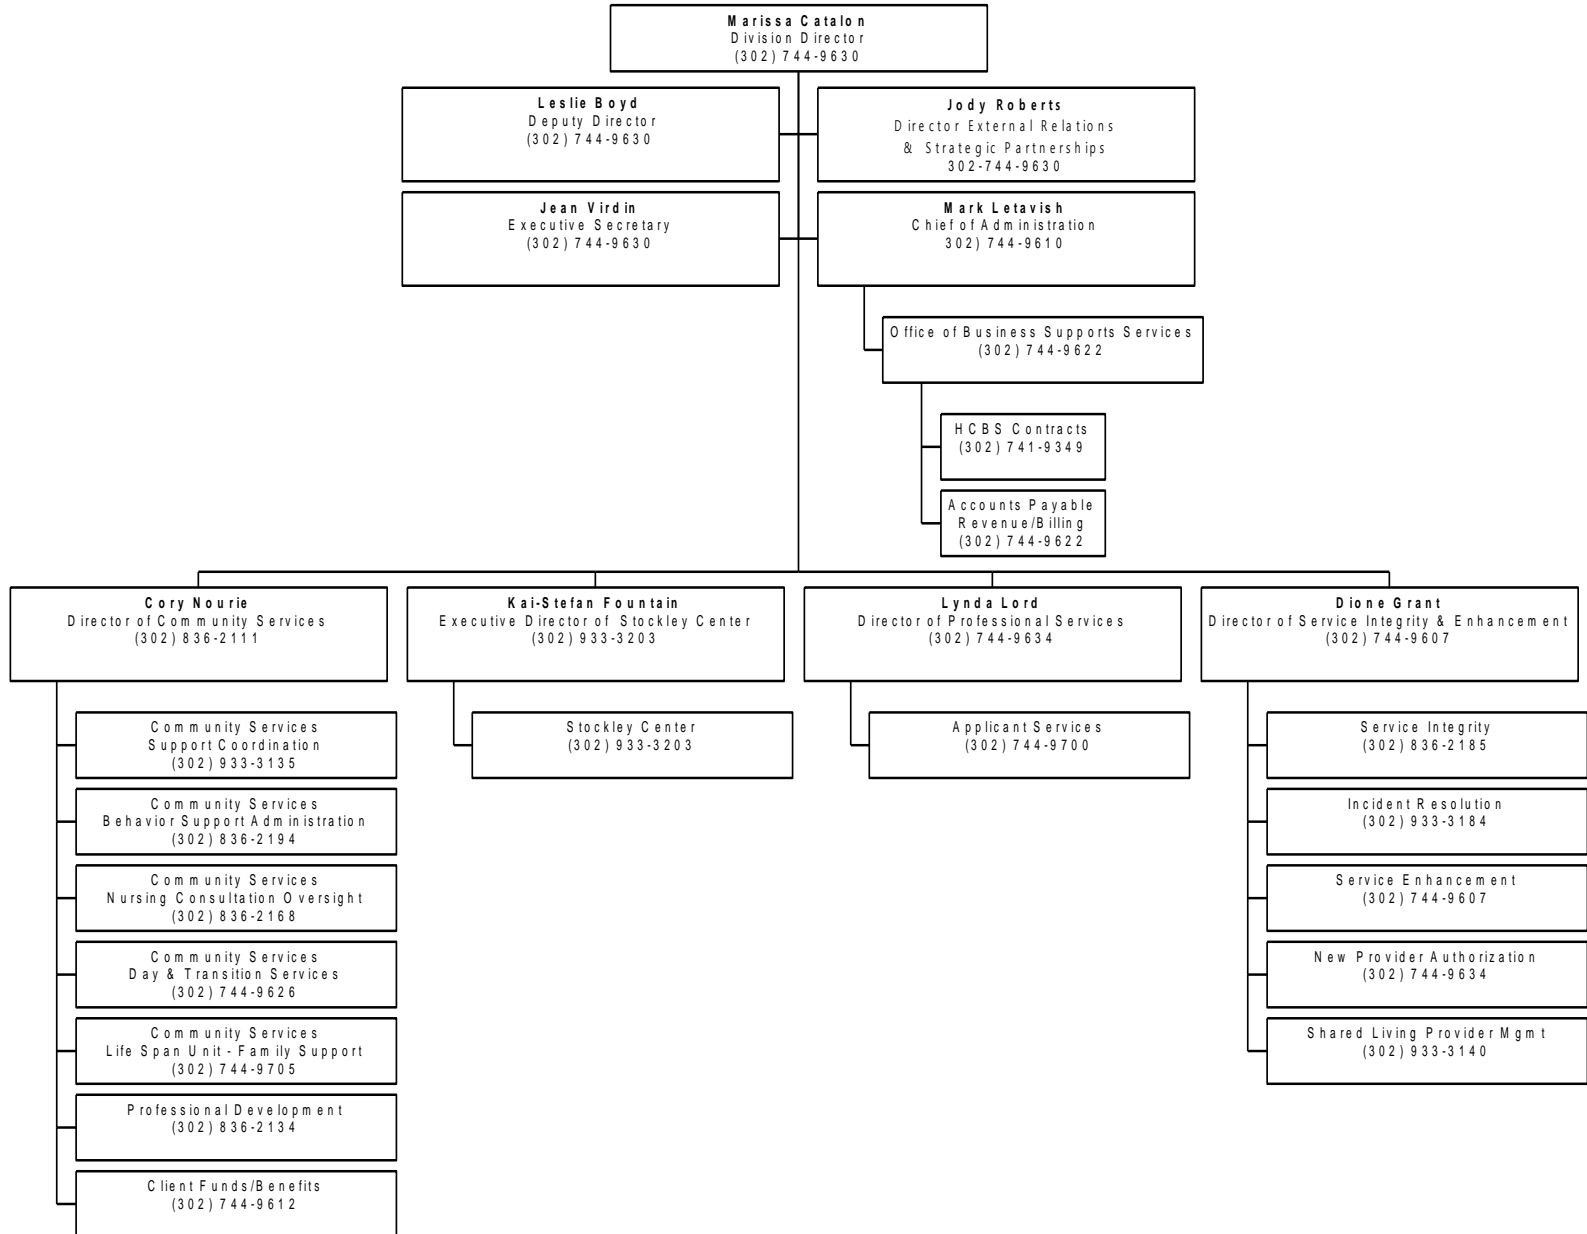 Marissa Catalon
Division Director
(302) 744-9630
Leslie Boyd
Deputy Director
(302) 744-9630
Jody Roberts
Director External Relations
& Strategic Partnerships
302-744-9630
Jean Virdin
Executive Secretary
(302) 744-9630
Mark Letavish
Chief of Administration
302) 744-9610
Office of Business Supports Services
(302) 744-9622
HCBS Contracts
(302) 741-9349
Accounts Payable
Revenue/Billing
(302) 744-9622
Cory Nourie
Director of Community Services
(302) 836-2111
Kai-Stefan Fountain
Executive Director of Stockley Center
(302) 933-3203
Lynda Lord
Director of Professional Services
(302) 744-9634
Dione Grant
Director of Service Integrity & Enhancement
(302) 744-9607
Community Services
Support Coordination
(302) 933-3135
Community Services
Behavior Support Administration
(302) 836-2194
Community Services
Nursing Consultation Oversight
(302) 836-2168
Community Services
Day & Transition Services
(302) 744-9626
Community Services
Life Span Unit - Family Support
(302) 744-9705
Professional Development
(302) 836-2134
Client Funds/Benefits
(302) 744-9612
Stockley Center
(302) 933-3203
Applicant Services
(302) 744-9700
Service Integrity
(302) 836-2185
Incident Resolution
(302) 933-3184
Service Enhancement
(302) 744-9607
New Provider Authorization
(302) 744-9634
Shared Living Provider Mgmt
(302) 933-3140